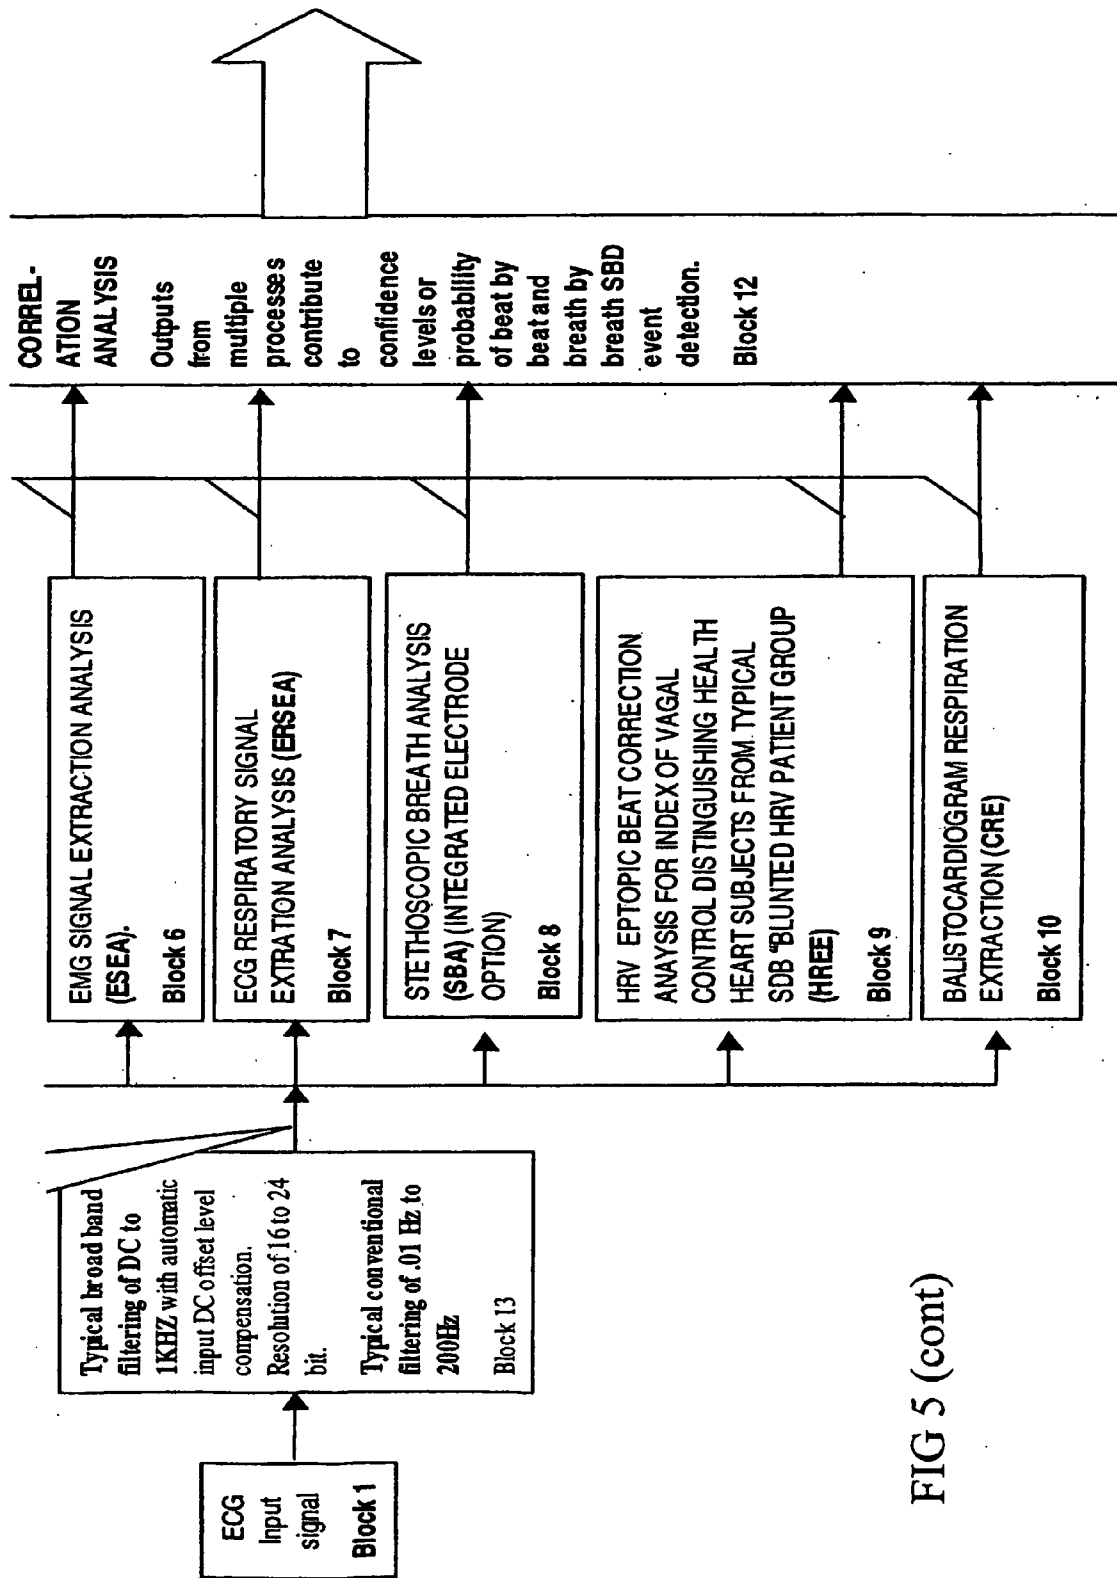 ECG
Input
signal
Block 1
Typical broad band
filtering of DC to
1KHZ with automatic
input DC offset level
compensation.
Resolution of 16 to 24
bit.
Typical conventional
filtering of .01 Hz to
200Hz
Block 13
EMG SIGNAL EXTRACTION ANALYSIS
(ESEA).
Block 6
ECG RESPIRATORY SIGNAL
EXTRATION ANALYSIS (ERSEA)
Block 7
STETHOSCOPIC BREATH ANALYSIS
(SBA) (INTEGRATED ELECTRODE
OPTION)
Block 8
HRV EPTOPIC BEAT CORRECTION
ANAYSIS FOR INDEX OF VAGAL
CONTROL DISTINGUISHING HEALTH
HEART SUBJECTS FROM TYPICAL
SDB "BLUNTED HRV PATIENT GROUP
(HREE)
Block 9
BALISTOCARDIOGRAM RESPIRATION
EXTRACTION (CRE)
Block 10
CORREL-
ATION
ANALYSIS
Outputs
from
multiple
processes
contribute
to
confidence
levels or
probability
of beat by
beat and
breath by
breath SBD
event
detection.
Block 12
FIG 5 (cont)